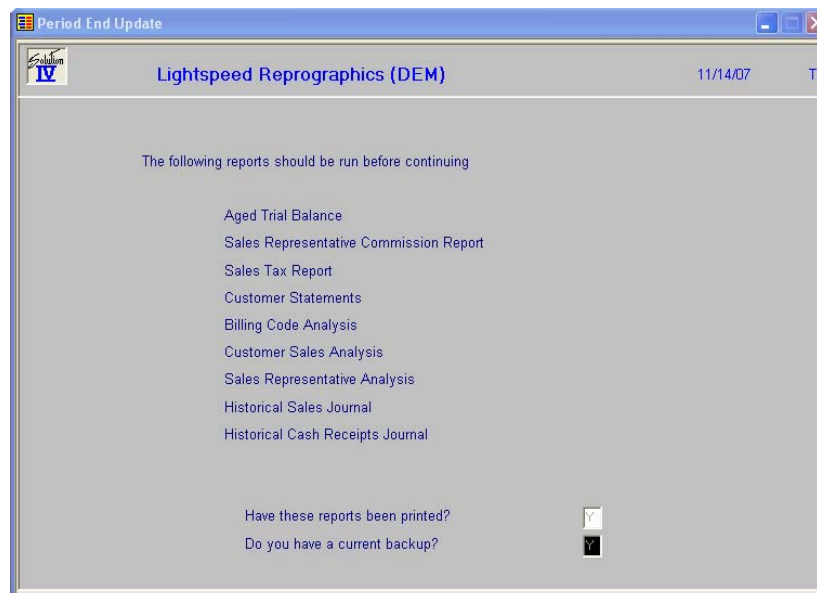 Period End Update
Solution
IV
Lightspeed Reprographics (DEM) 11/14/07 T
The following reports should be run before continuing
Aged Trial Balance
Sales Representative Commission Report
Sales Tax Report
Customer Statements
Billing Code Analysis
Customer Sales Analysis
Sales Representative Analysis
Historical Sales Journal
Historical Cash Receipts Journal
Have these reports been printed? Y
Do you have a current backup? Y